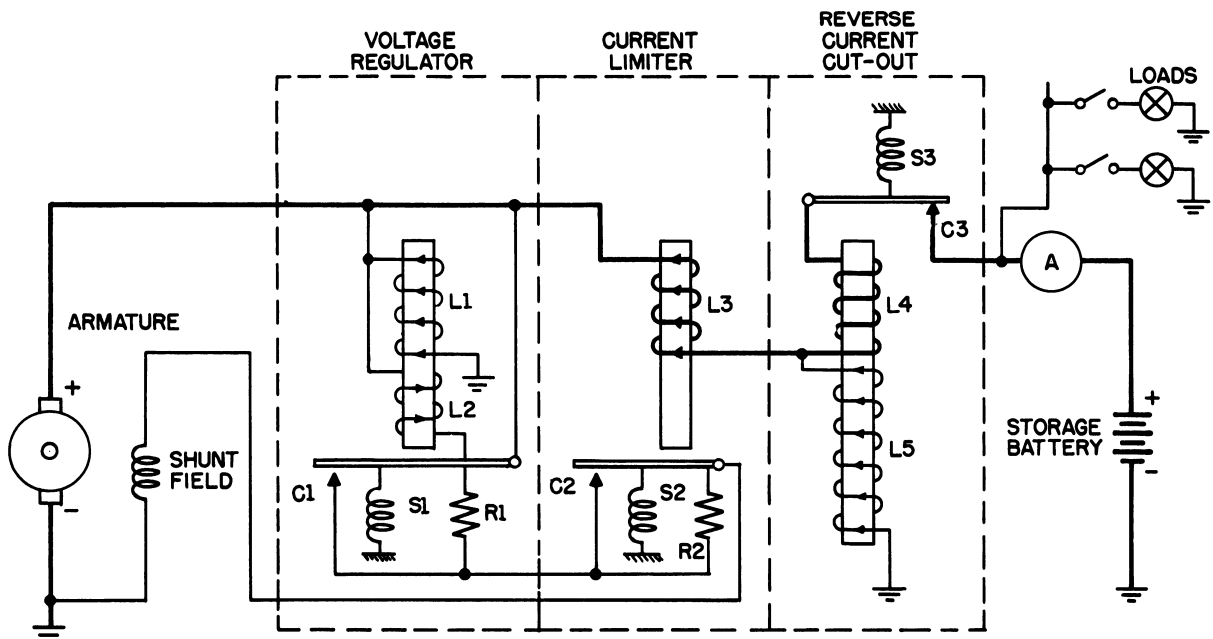 VOLTAGE
REGULATOR
CURRENT
LIMITER
REVERSE
CURRENT
CUT-OUT
LOADS
S3
C3
A
L1
L3
L4
ARMATURE
+
L2
L5
+
STORAGE
BATTERY
-
SHUNT
FIELD
-
C1
S1
R1
C2
S2
R2